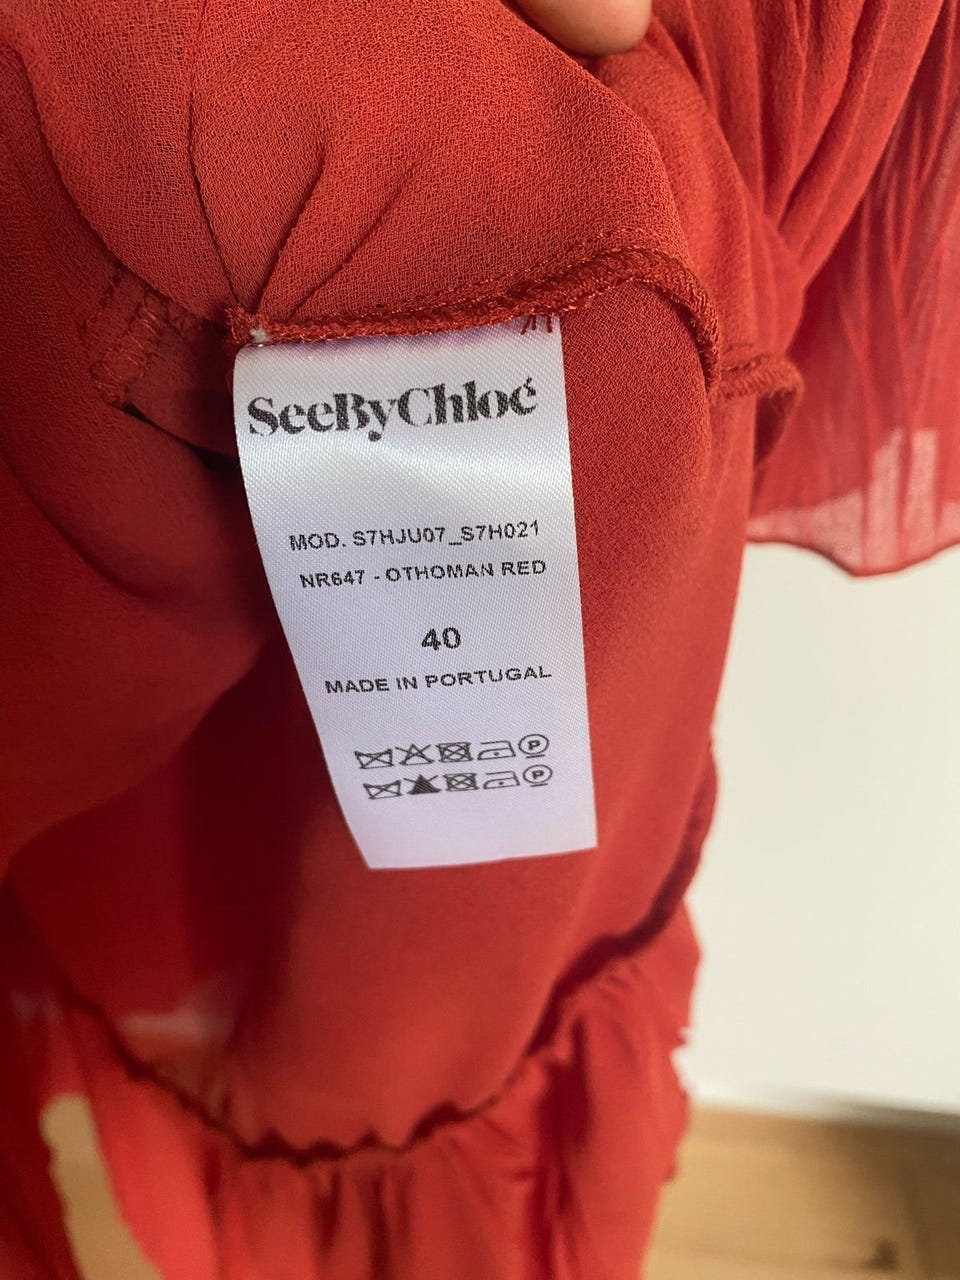 SeeByChloé
MOD. S7HJU07_S7H021
NR647 - OTHOMAN RED
40
MADE IN PORTUGAL
P
P